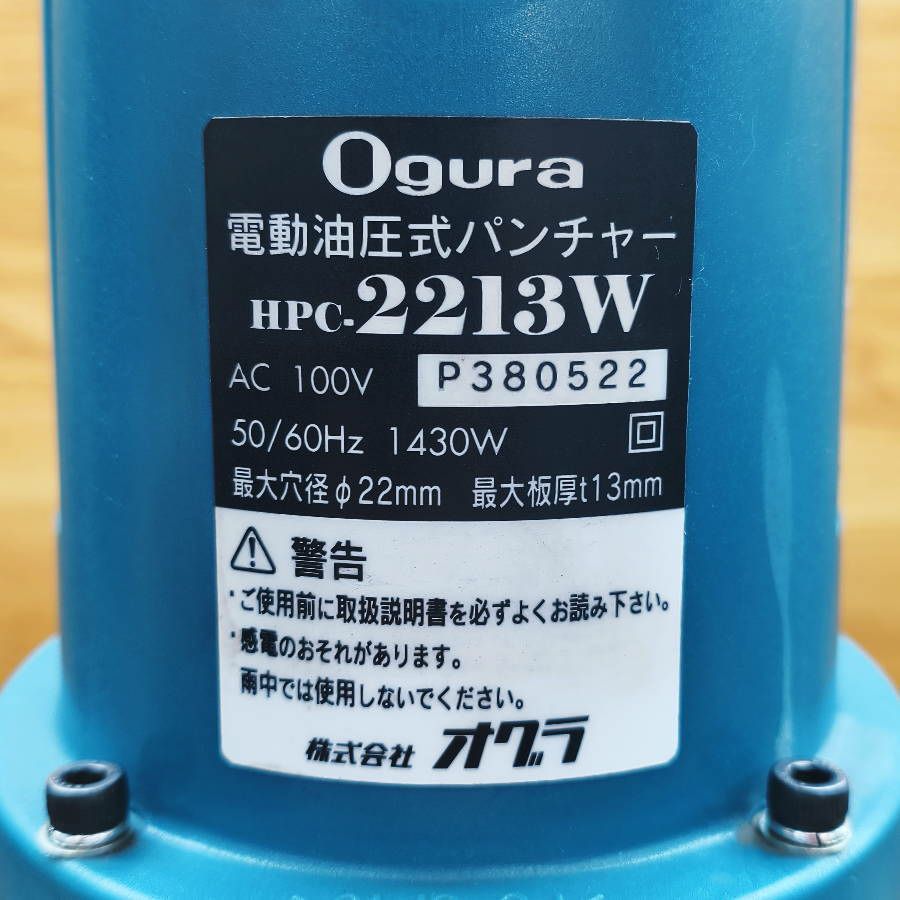 Ogura
電動油圧式パンチャー
HPC-2213W
AC 100V P380522
50/60Hz 1430W
最大穴径φ22mm 最大板厚t13mm
警告
・ご使用前に取扱説明書を必ずよくお読み下さい。
・感電のおそれがあります。
雨中では使用しないでください。
株式会社 オグラ